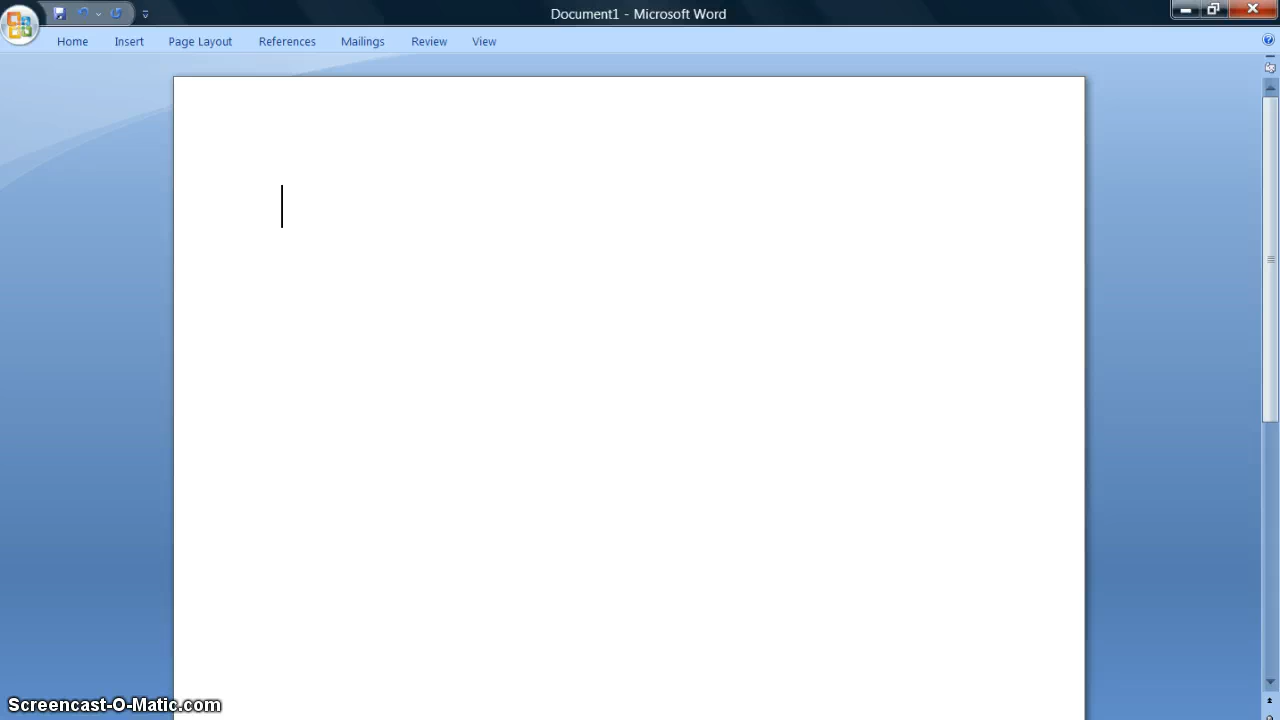 Document1 - Microsoft Word
Home Insert Page Layout References Mailings Review View
Screencast-O-Matic.com